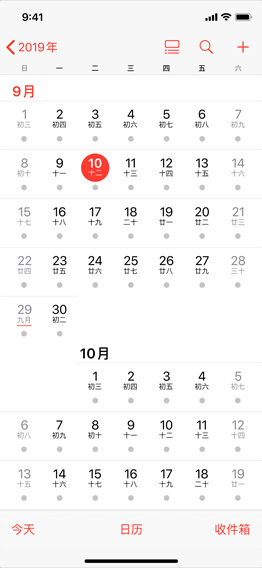 9:41
2019年
日 一 二 三 四 五 六
9月
1 2 3 4 5 6 7
初三 初四 初五 初六 初七 初八 初九
8 9 10 11 12 13 14
初十 十一 十二 十三 十四 十五 十六
15 16 17 18 19 20 21
十七 十八 十九 二十 廿一 廿二 廿三
22 23 24 25 26 27 28
廿四 廿五 廿六 廿七 廿八 廿九 三十
29 30
九月 初二
10月
1 2 3 4 5
初三 初四 初五 初六 初七
6 7 8 9 10 11 12
初八 初九 初十 十一 十二 十三 十四
13 14 15 16 17 18 19
十五 十六 十七 十八 十九 二十 廿一
今天 日历 收件箱